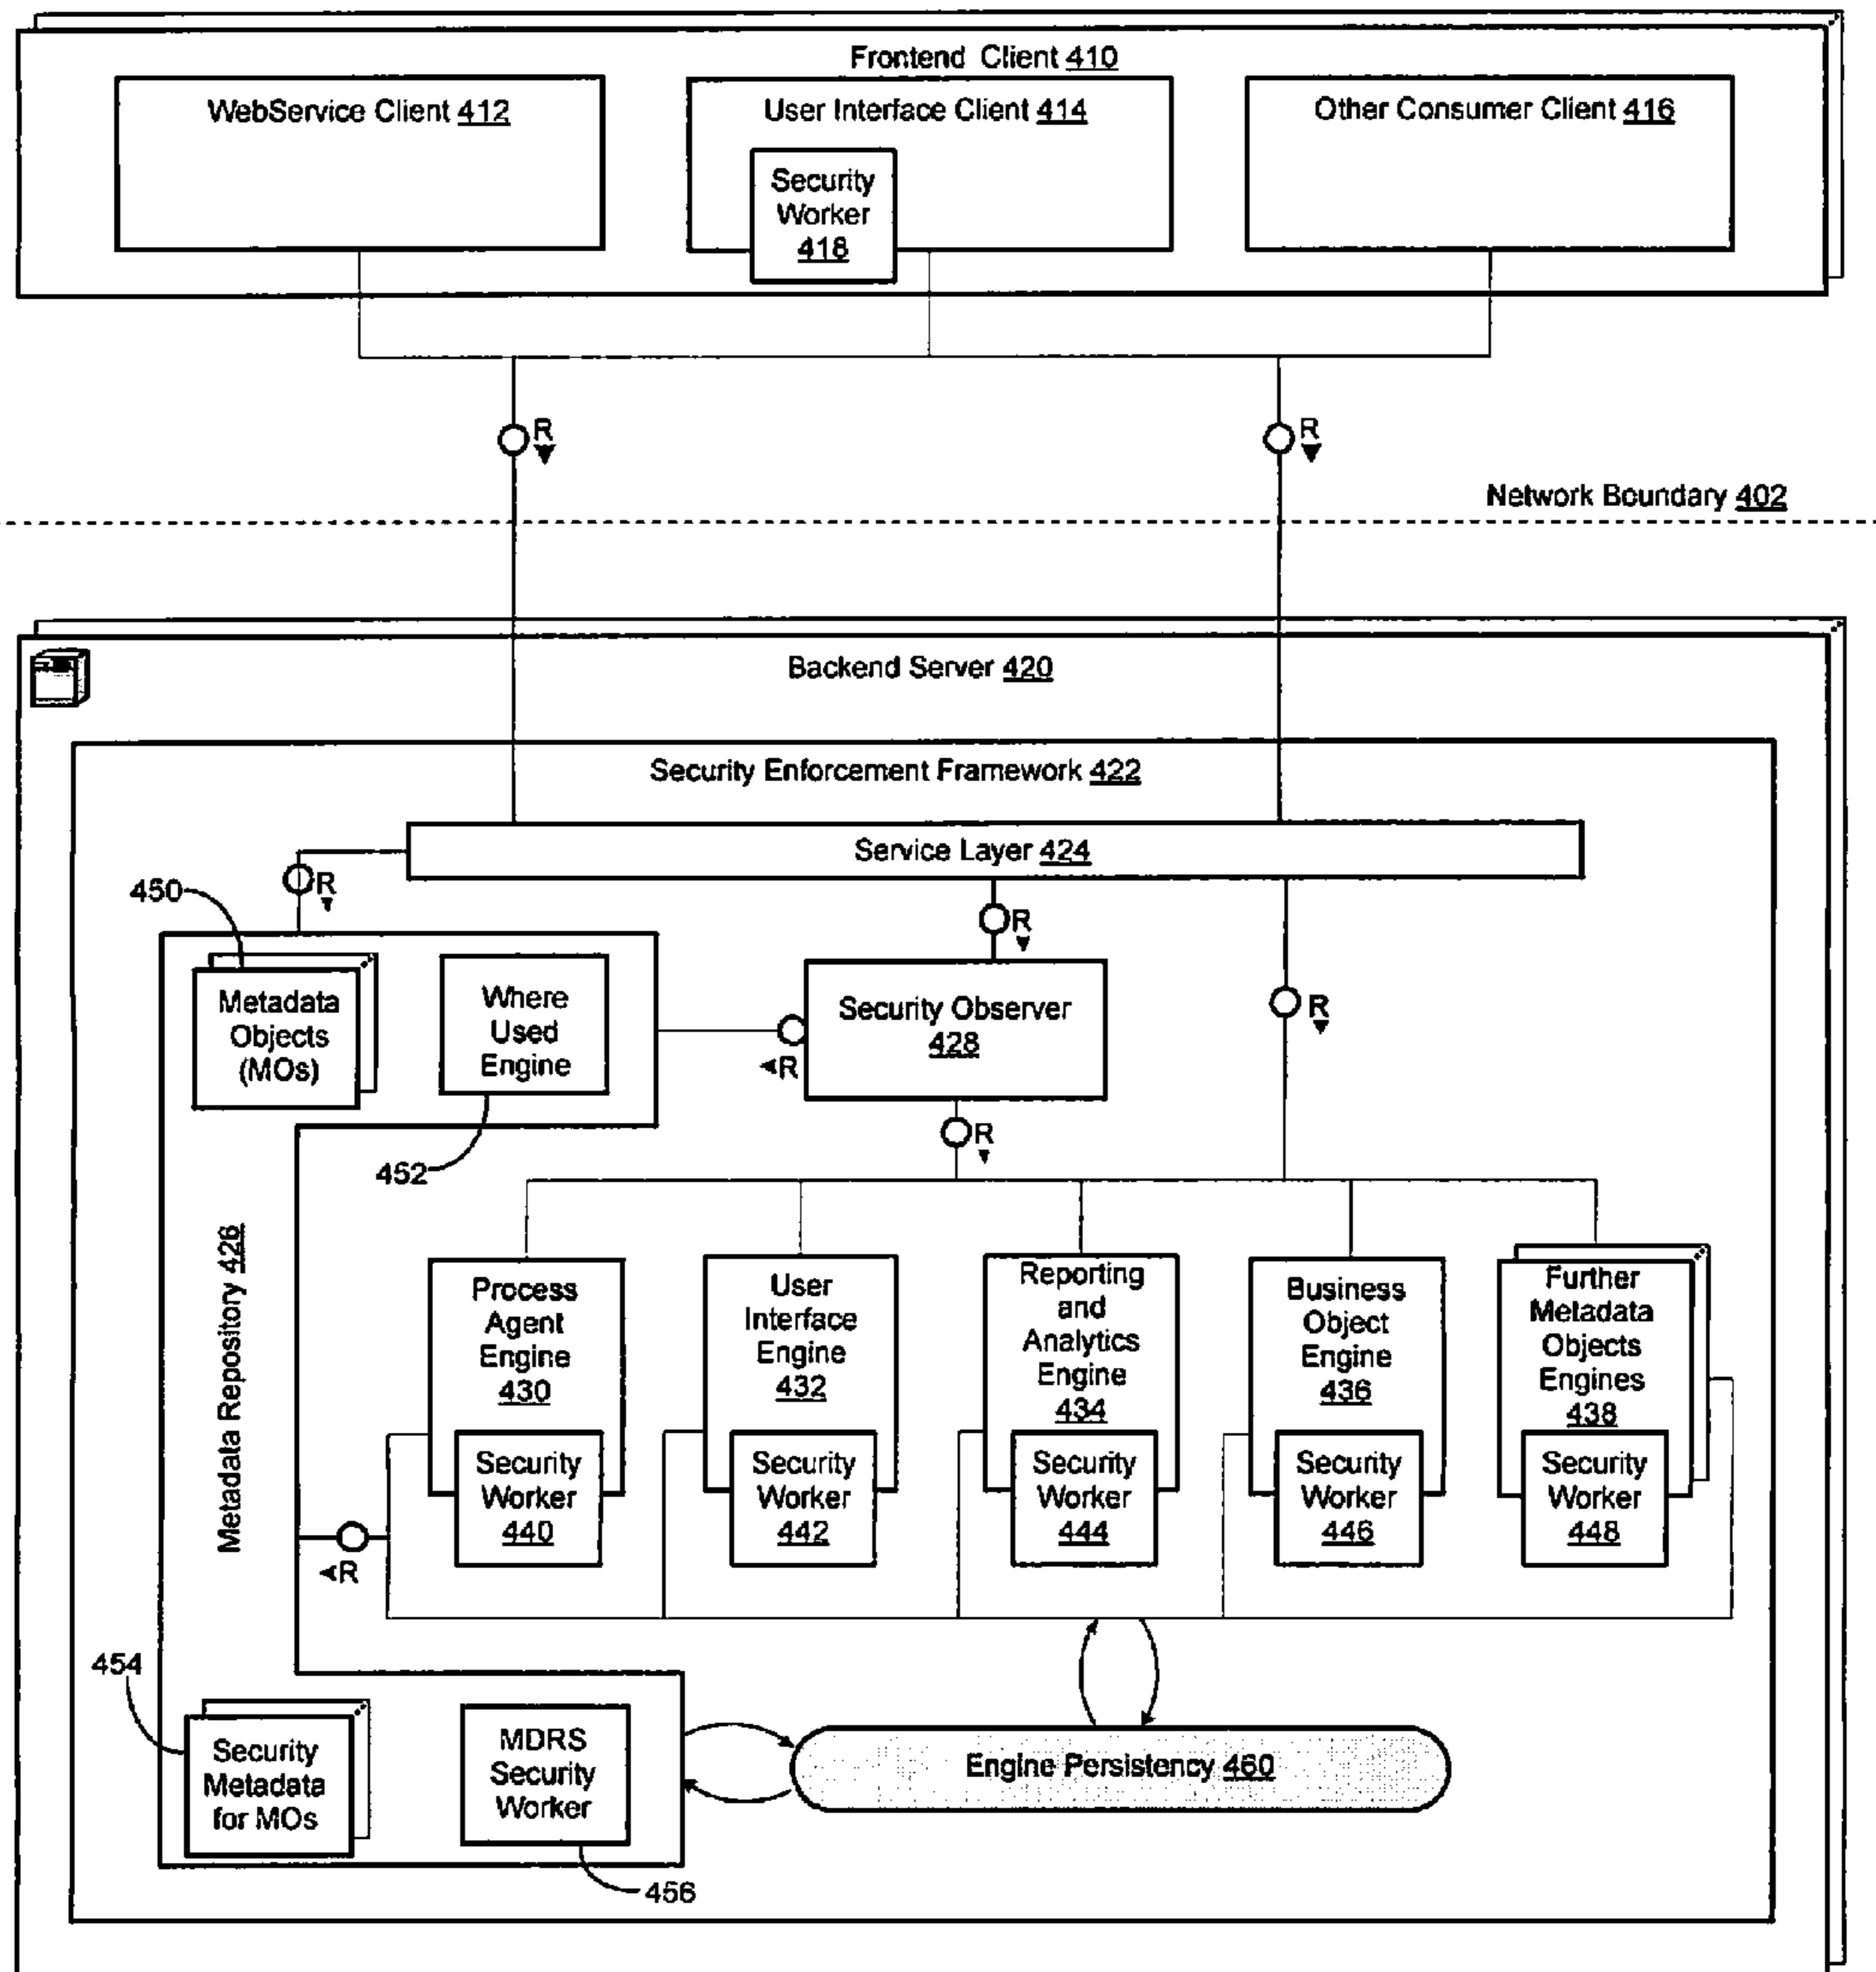 Frontend Client 410
WebService Client 412
User Interface Client 414
Other Consumer Client 416
Security
Worker
418
R
R
Network Boundary 402
Backend Server 420
Security Enforcement Framework 422
Service Layer 424
R
450
R
R
Metadata
Objects
(MOs)
Where
Used
Engine
Security Observer
428
R
R
452
Metadata Repository 426
Process
Agent
Engine
430
User
Interface
Engine
432
Reporting
and
Analytics
Engine
434
Business
Object
Engine
436
Further
Metadata
Objects
Engines
438
Security
Worker
440
Security
Worker
442
Security
Worker
444
Security
Worker
446
Security
Worker
448
R
454
Security
Metadata
for MOs
MDRS
Security
Worker
Engine Persistency 460
456